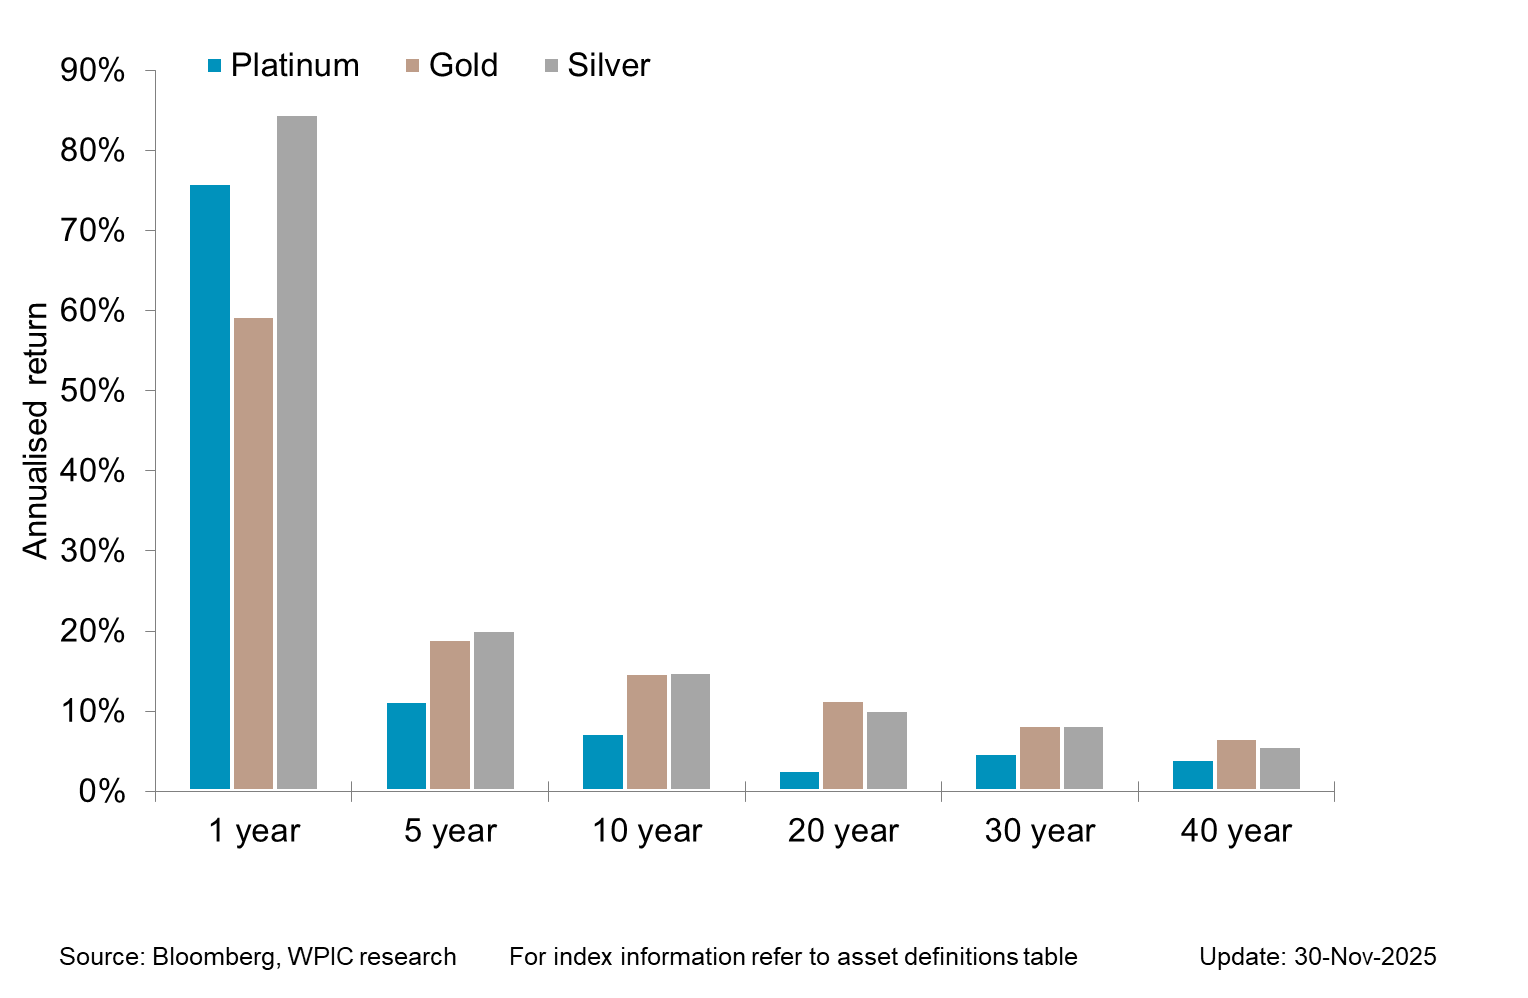 Platinum Gold Silver
90%
80%
70%
60%
50%
40%
30%
20%
10%
0%
Annualised return
1 year 5 year 10 year 20 year 30 year 40 year
Source: Bloomberg, WPIC research For index information refer to asset definitions table Update: 30-Nov-2025